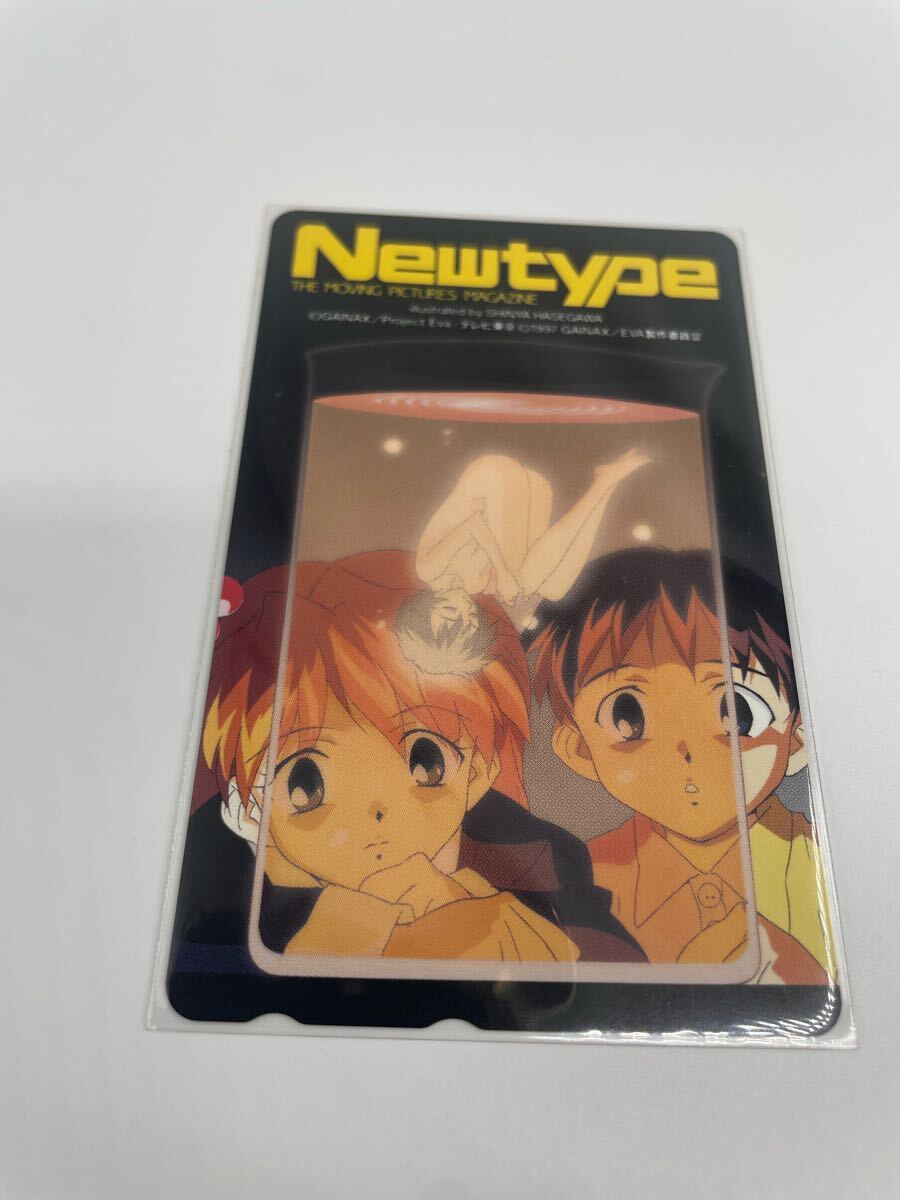 Newtype
THE MOVING PICTURES MAGAZINE
illustrated by SHINYA HASEGAWA
©GAINAX／Project Eva・テレビ東京 ©1997 GAINAX／EVA製作委員会